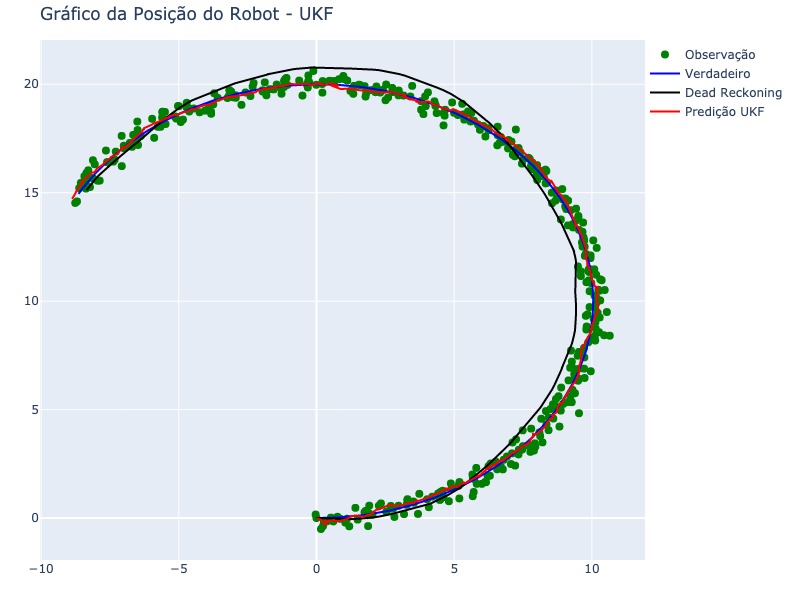 Gráfico da Posição do Robot - UKF
Observação
Verdadeiro
Dead Reckoning
Predição UKF
20
15
10
5
0
−10
−5
0
5
10